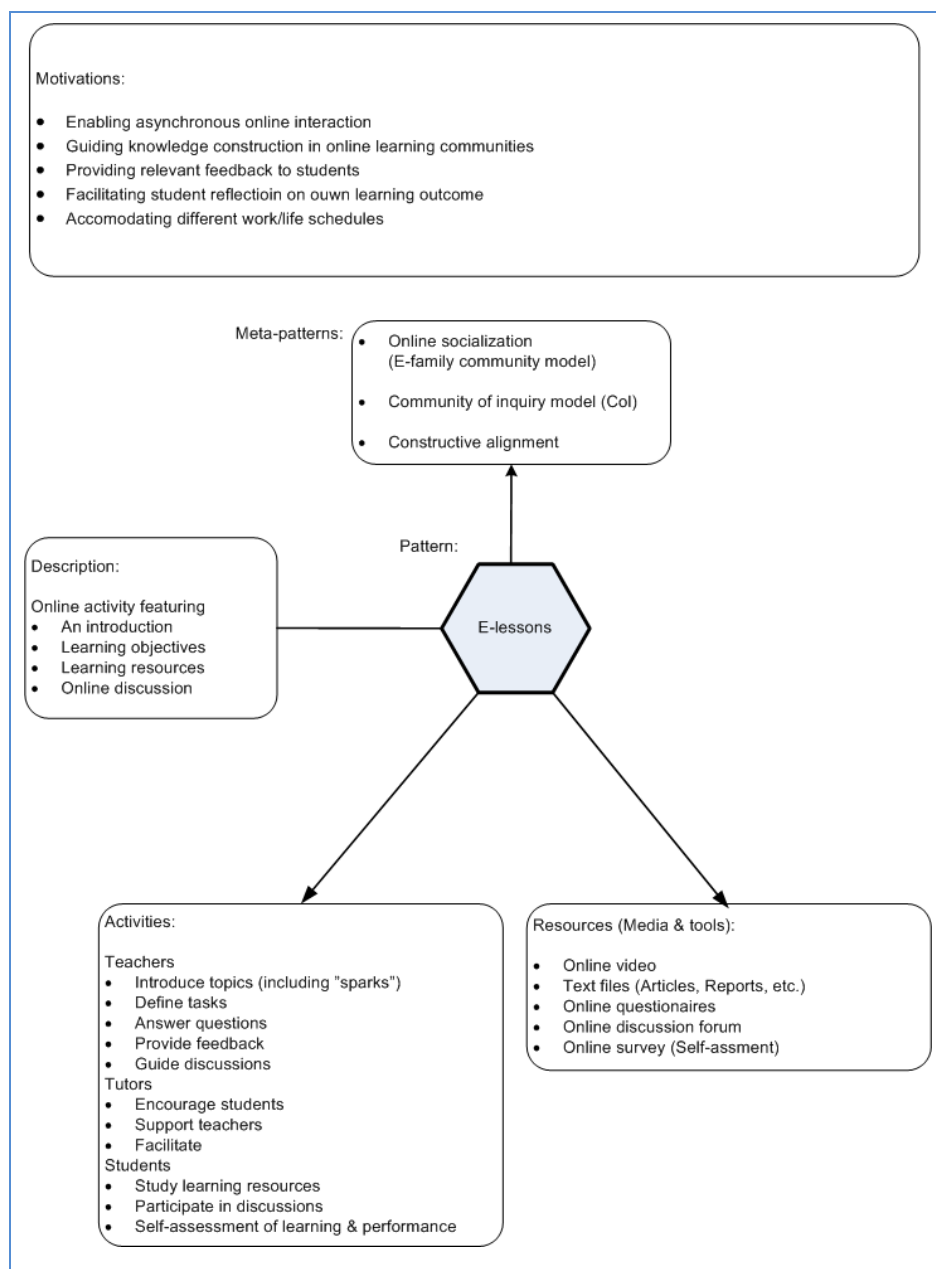 Motivations:
• Enabling asynchronous online interaction
• Guiding knowledge construction in online learning communities
• Providing relevant feedback to students
• Facilitating student reflectioin on ouwn learning outcome
• Accomodating different work/life schedules
Meta-patterns:
• Online socialization
(E-family community model)
• Community of inquiry model (CoI)
• Constructive alignment
Pattern:
E-lessons
Description:
Online activity featuring
• An introduction
• Learning objectives
• Learning resources
• Online discussion
Activities:
Teachers
• Introduce topics (including "sparks")
• Define tasks
• Answer questions
• Provide feedback
• Guide discussions
Tutors
• Encourage students
• Support teachers
• Facilitate
Students
• Study learning resources
• Participate in discussions
• Self-assessment of learning & performance
Resources (Media & tools):
• Online video
• Text files (Articles, Reports, etc.)
• Online questionaires
• Online discussion forum
• Online survey (Self-assment)